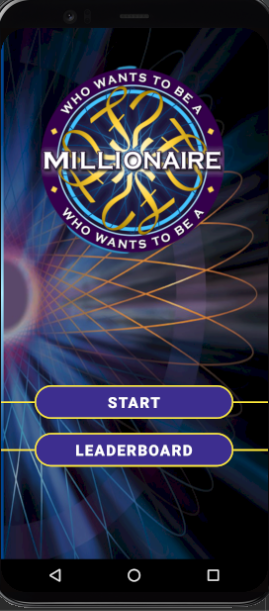 WHO WANTS TO BE A
MILLIONAIRE
WHO WANTS TO BE A
START
LEADERBOARD